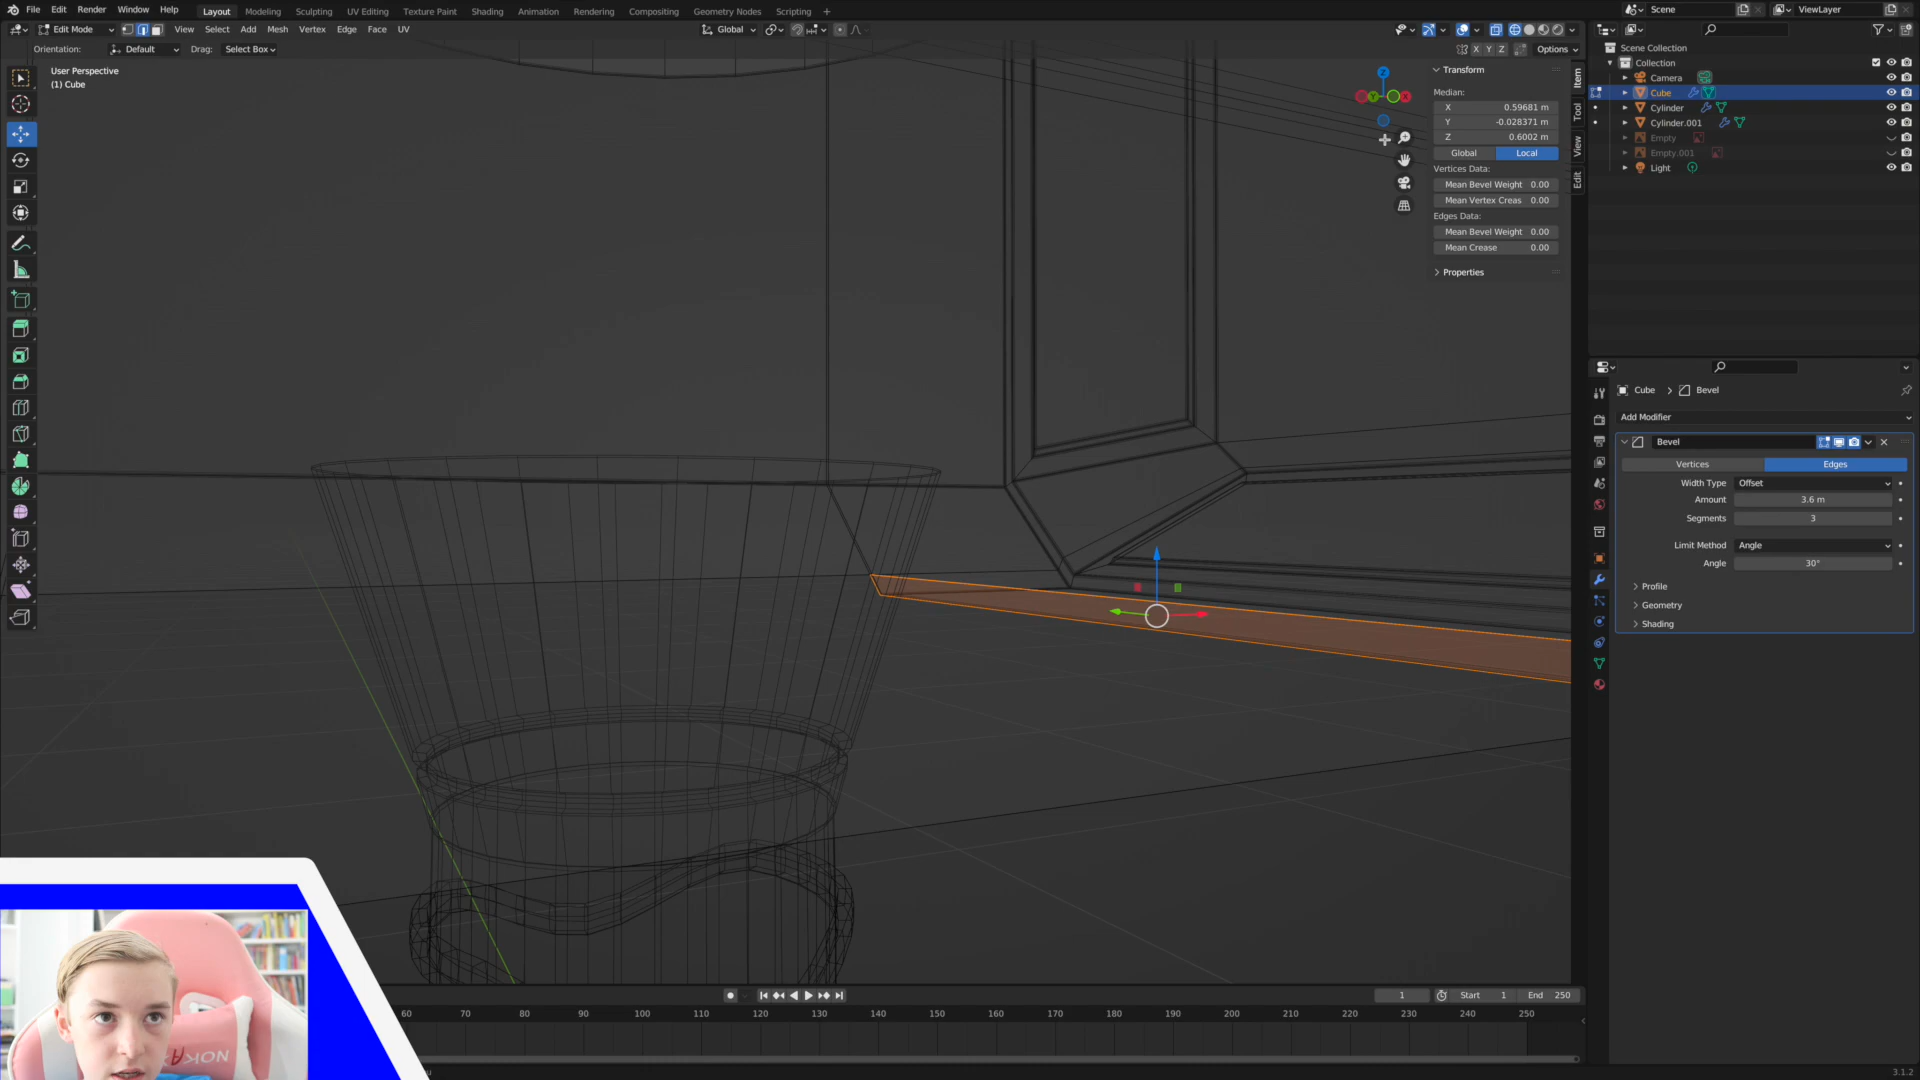 File Edit Render Window Help Layout Modeling Sculpting UV Editing Texture Paint Shading Animation Rendering Compositing Geometry Nodes Scripting + Scene ViewLayer
Edit Mode View Select Add Mesh Vertex Edge Face UV Global
Orientation: Default Drag: Select Box X Y Z Options
User Perspective
(1) Cube
Z
Y
X
Transform
Median:
X 0.59681 m
Y -0.028371 m
Z 0.6002 m
Global Local
Vertices Data:
Mean Bevel Weight 0.00
Mean Vertex Creas 0.00
Edges Data:
Mean Bevel Weight 0.00
Mean Crease 0.00
Properties
Item
Tool
View
Edit
Scene Collection
Collection
Camera
Cube
Cylinder
Cylinder.001
Empty
Empty.001
Light
Cube > Bevel
Add Modifier
Bevel
Vertices Edges
Width Type Offset
Amount 3.6 m
Segments 3
Limit Method Angle
Angle 30°
Profile
Geometry
Shading
1 Start 1 End 250
60 70 80 90 100 110 120 130 140 150 160 170 180 190 200 210 220 230 240 250
3.1.2